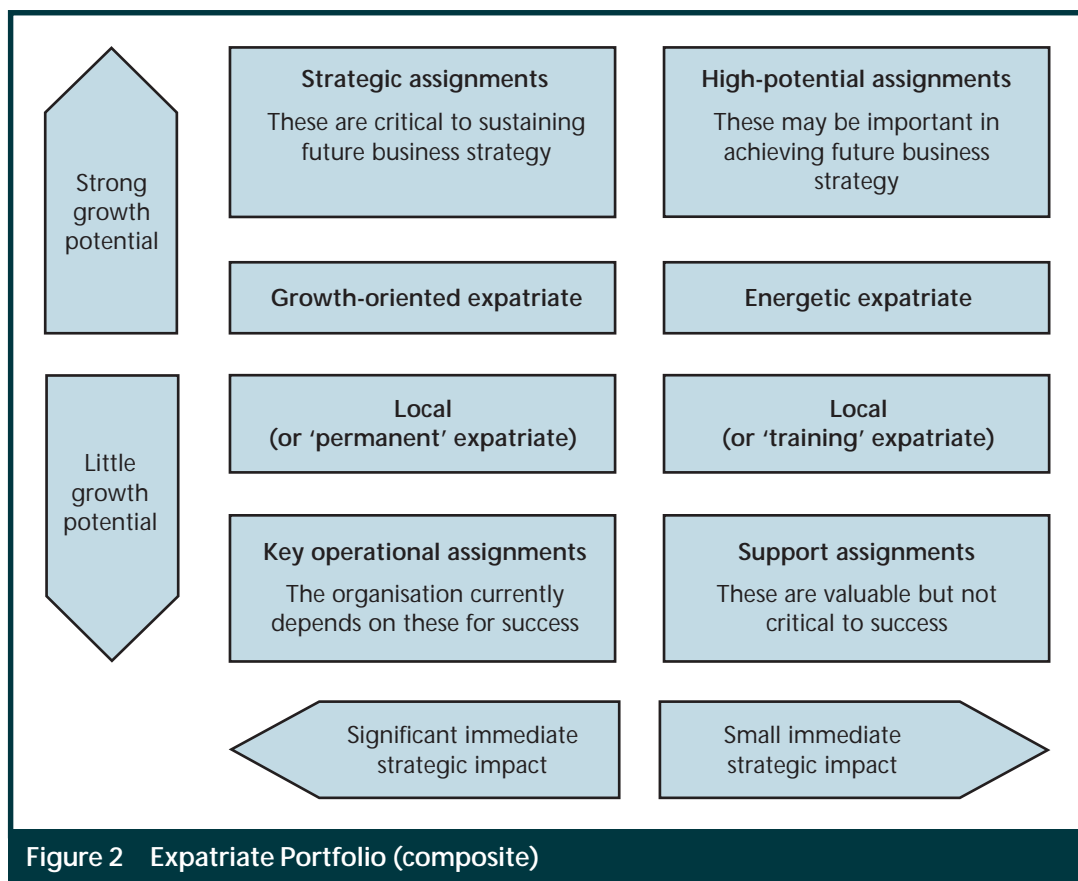 Strong
growth
potential
Strategic assignments
These are critical to sustaining
future business strategy
High-potential assignments
These may be important in
achieving future business
strategy
Growth-oriented expatriate
Energetic expatriate
Little
growth
potential
Local
(or 'permanent' expatriate)
Local
(or 'training' expatriate)
Key operational assignments
The organisation currently
depends on these for success
Support assignments
These are valuable but not
critical to success
Significant immediate
strategic impact
Small immediate
strategic impact
Figure 2 Expatriate Portfolio (composite)